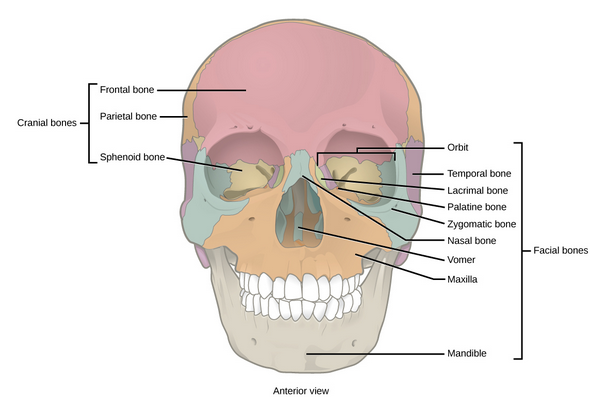 Frontal bone
Parietal bone
Cranial bones
Sphenoid bone
Orbit
Temporal bone
Lacrimal bone
Palatine bone
Zygomatic bone
Nasal bone
Facial bones
Vomer
Maxilla
Mandible
Anterior view